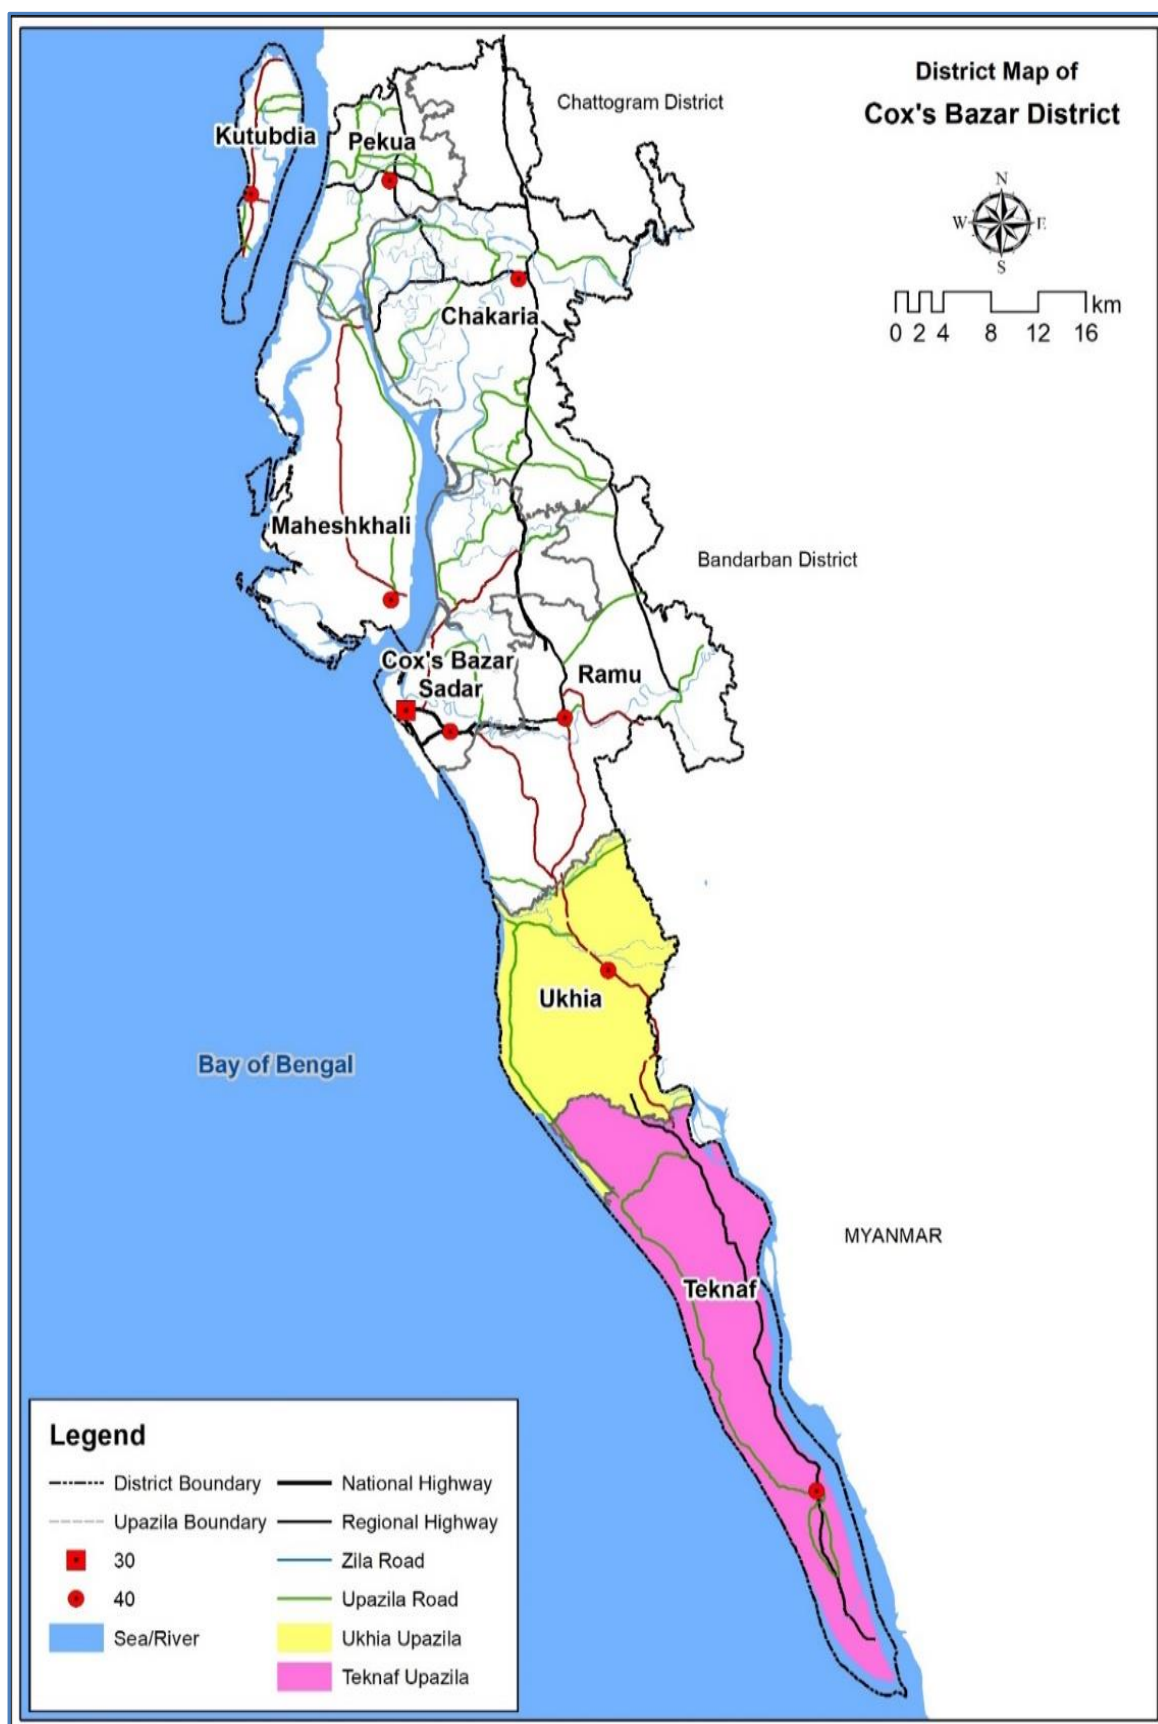 District Map of
Cox's Bazar District
Chattogram District
Kutubdia
Pekua
N
W E
S
km
0 2 4 8 12 16
Chakaria
Maheshkhali
Bandarban District
Cox's Bazar
Sadar
Ramu
Ukhia
Bay of Bengal
MYANMAR
Teknaf
Legend
District Boundary
Upazila Boundary
30
40
Sea/River
National Highway
Regional Highway
Zila Road
Upazila Road
Ukhia Upazila
Teknaf Upazila